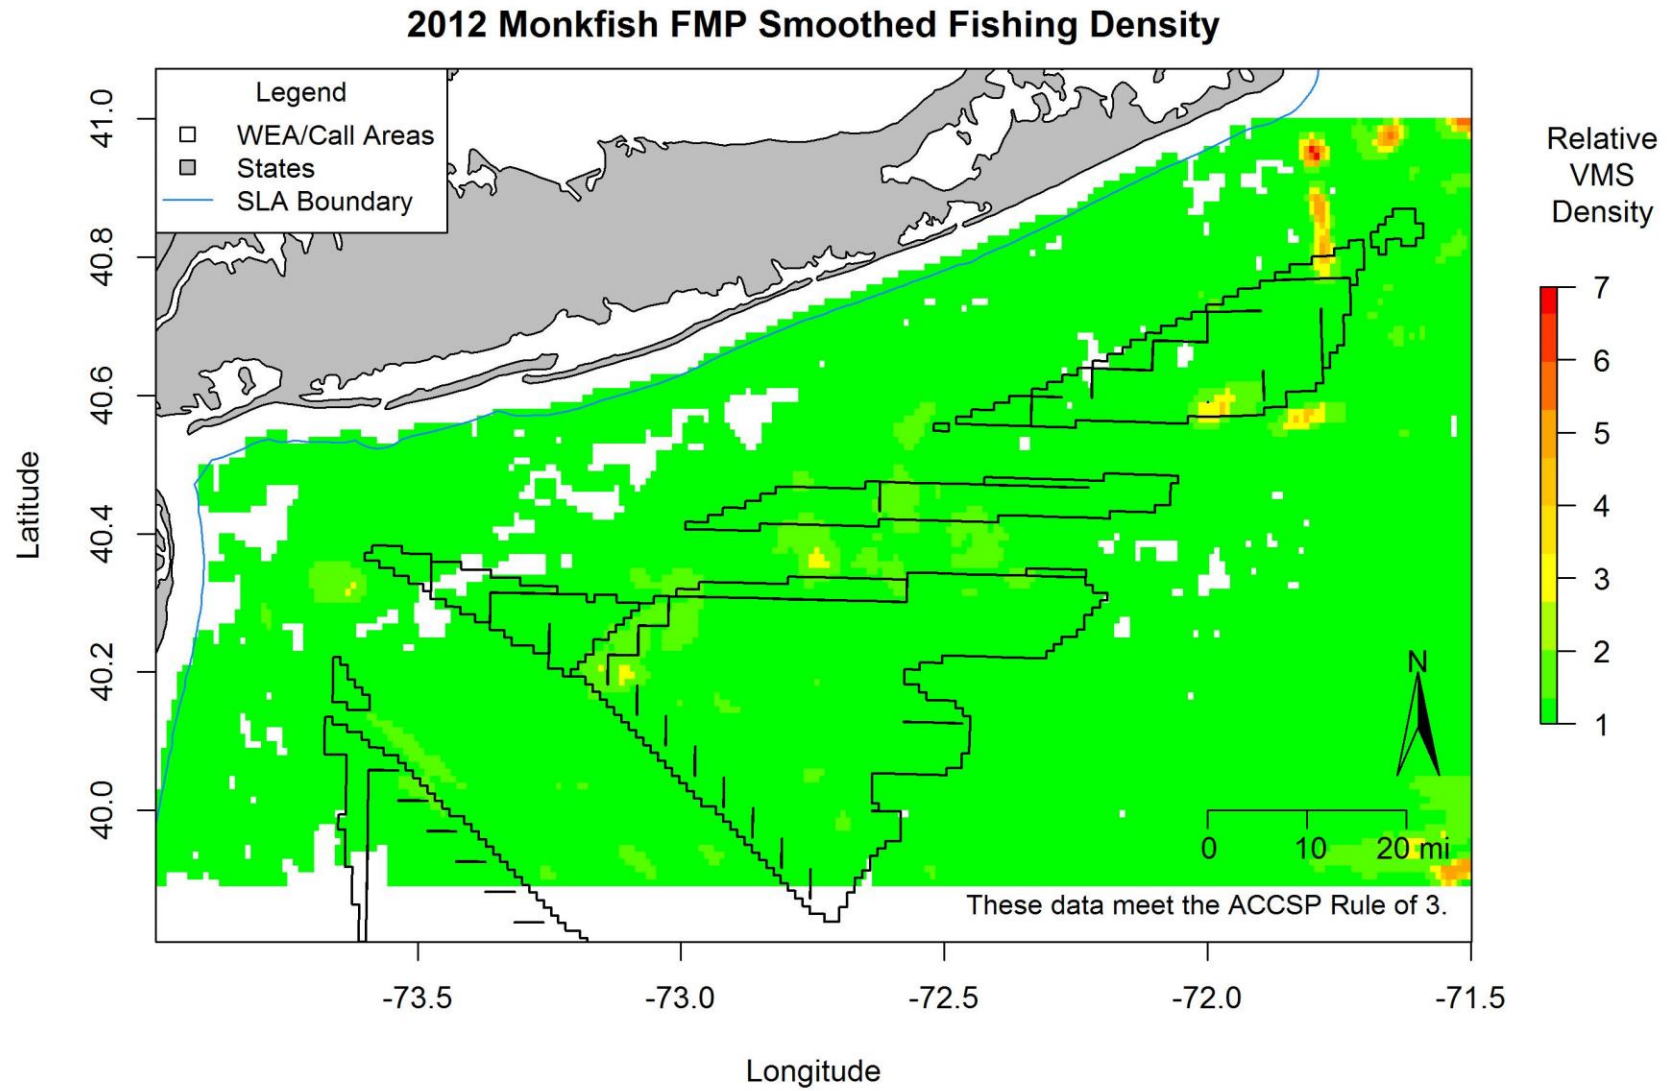 2012 Monkfish FMP Smoothed Fishing Density
Legend
WEA/Call Areas
States
SLA Boundary
Relative
VMS
Density
7
6
5
4
3
2
1
Latitude
41.0
40.8
40.6
40.4
40.2
40.0
N
0 10 20 mi
These data meet the ACCSP Rule of 3.
-73.5 -73.0 -72.5 -72.0 -71.5
Longitude